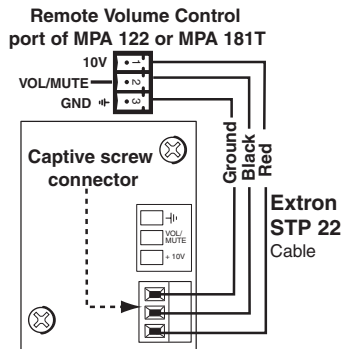 Remote Volume Control
port of MPA 122 or MPA 181T
10V
1
VOL/MUTE
2
GND
3
Captive screw
connector
VOL/
MUTE
+ 10V
Ground
Black
Red
Extron
STP 22
Cable